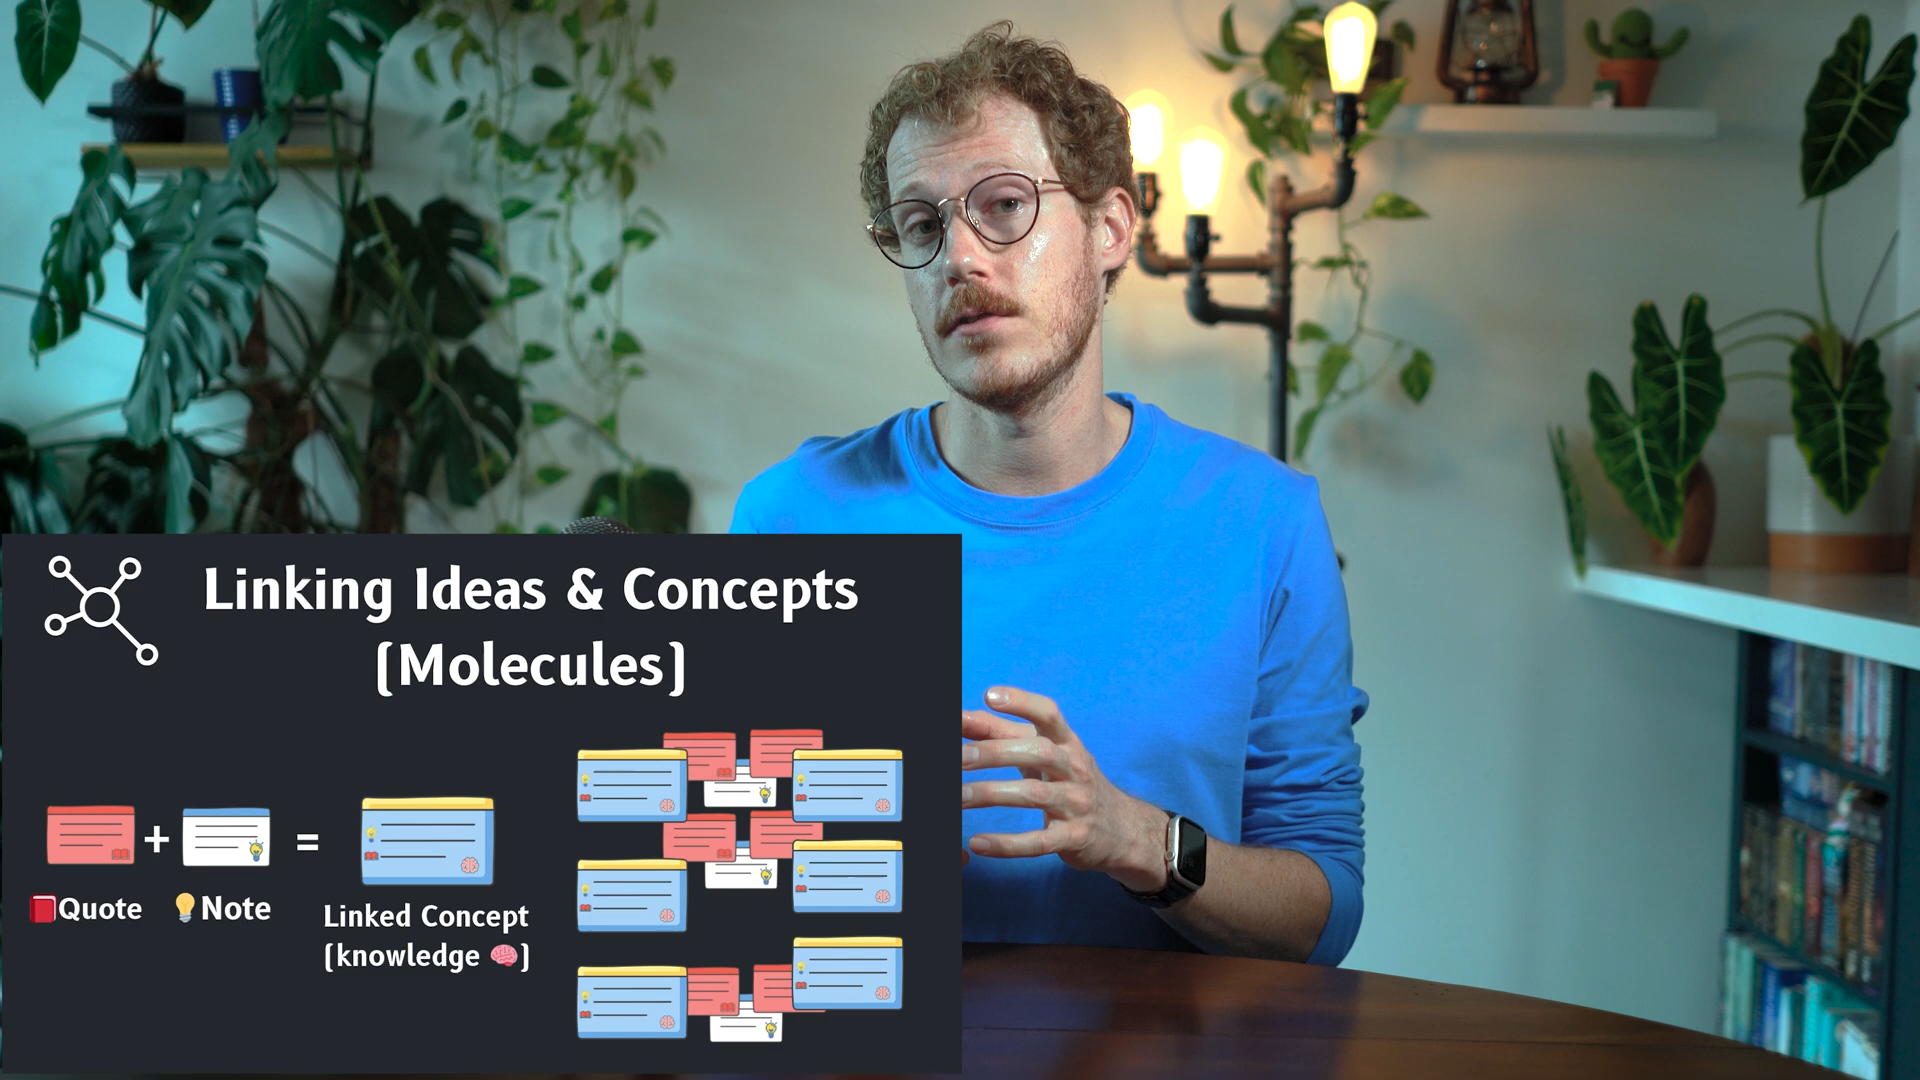 Linking Ideas & Concepts
(Molecules)
+
=
Quote
Note
Linked Concept
(knowledge 🧠)